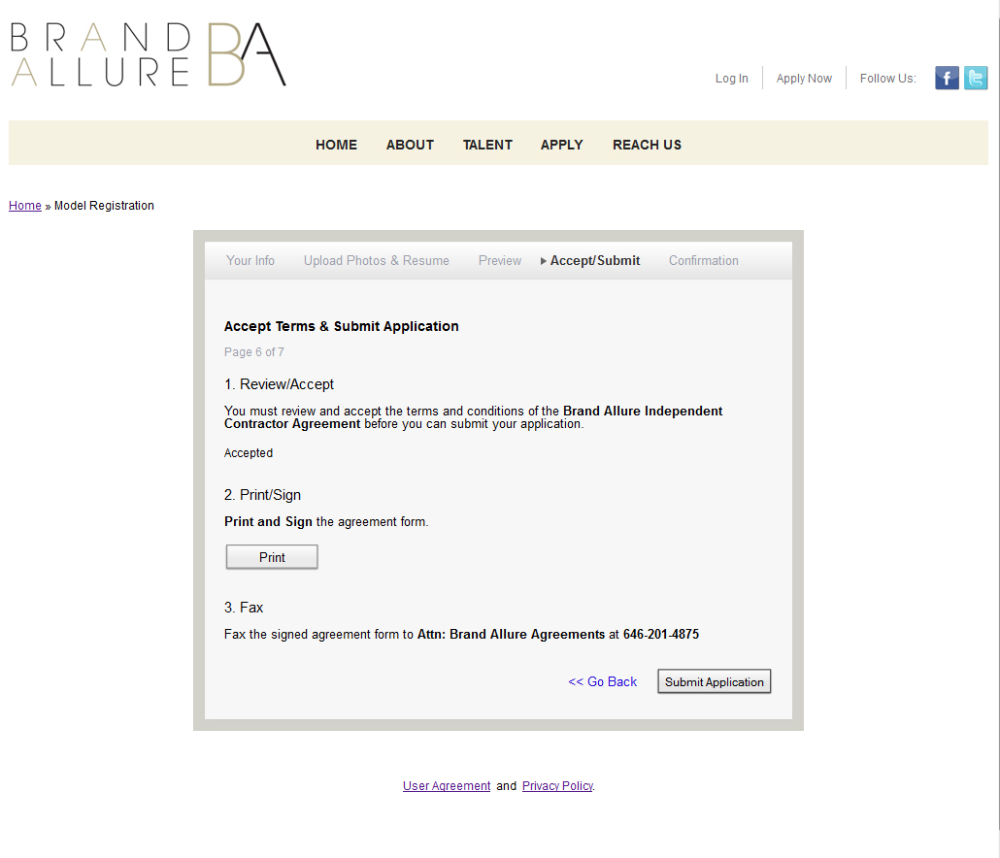 BRAND
ALLURE BA
Log In
Apply Now
Follow Us:
HOME ABOUT TALENT APPLY REACH US
Home » Model Registration
Your Info Upload Photos & Resume Preview Accept/Submit Confirmation
Accept Terms & Submit Application
Page 6 of 7
1. Review/Accept
You must review and accept the terms and conditions of the Brand Allure Independent
Contractor Agreement before you can submit your application.
Accepted
2. Print/Sign
Print and Sign the agreement form.
Print
3. Fax
Fax the signed agreement form to Attn: Brand Allure Agreements at 646-201-4875
<< Go Back Submit Application
User Agreement and Privacy Policy.